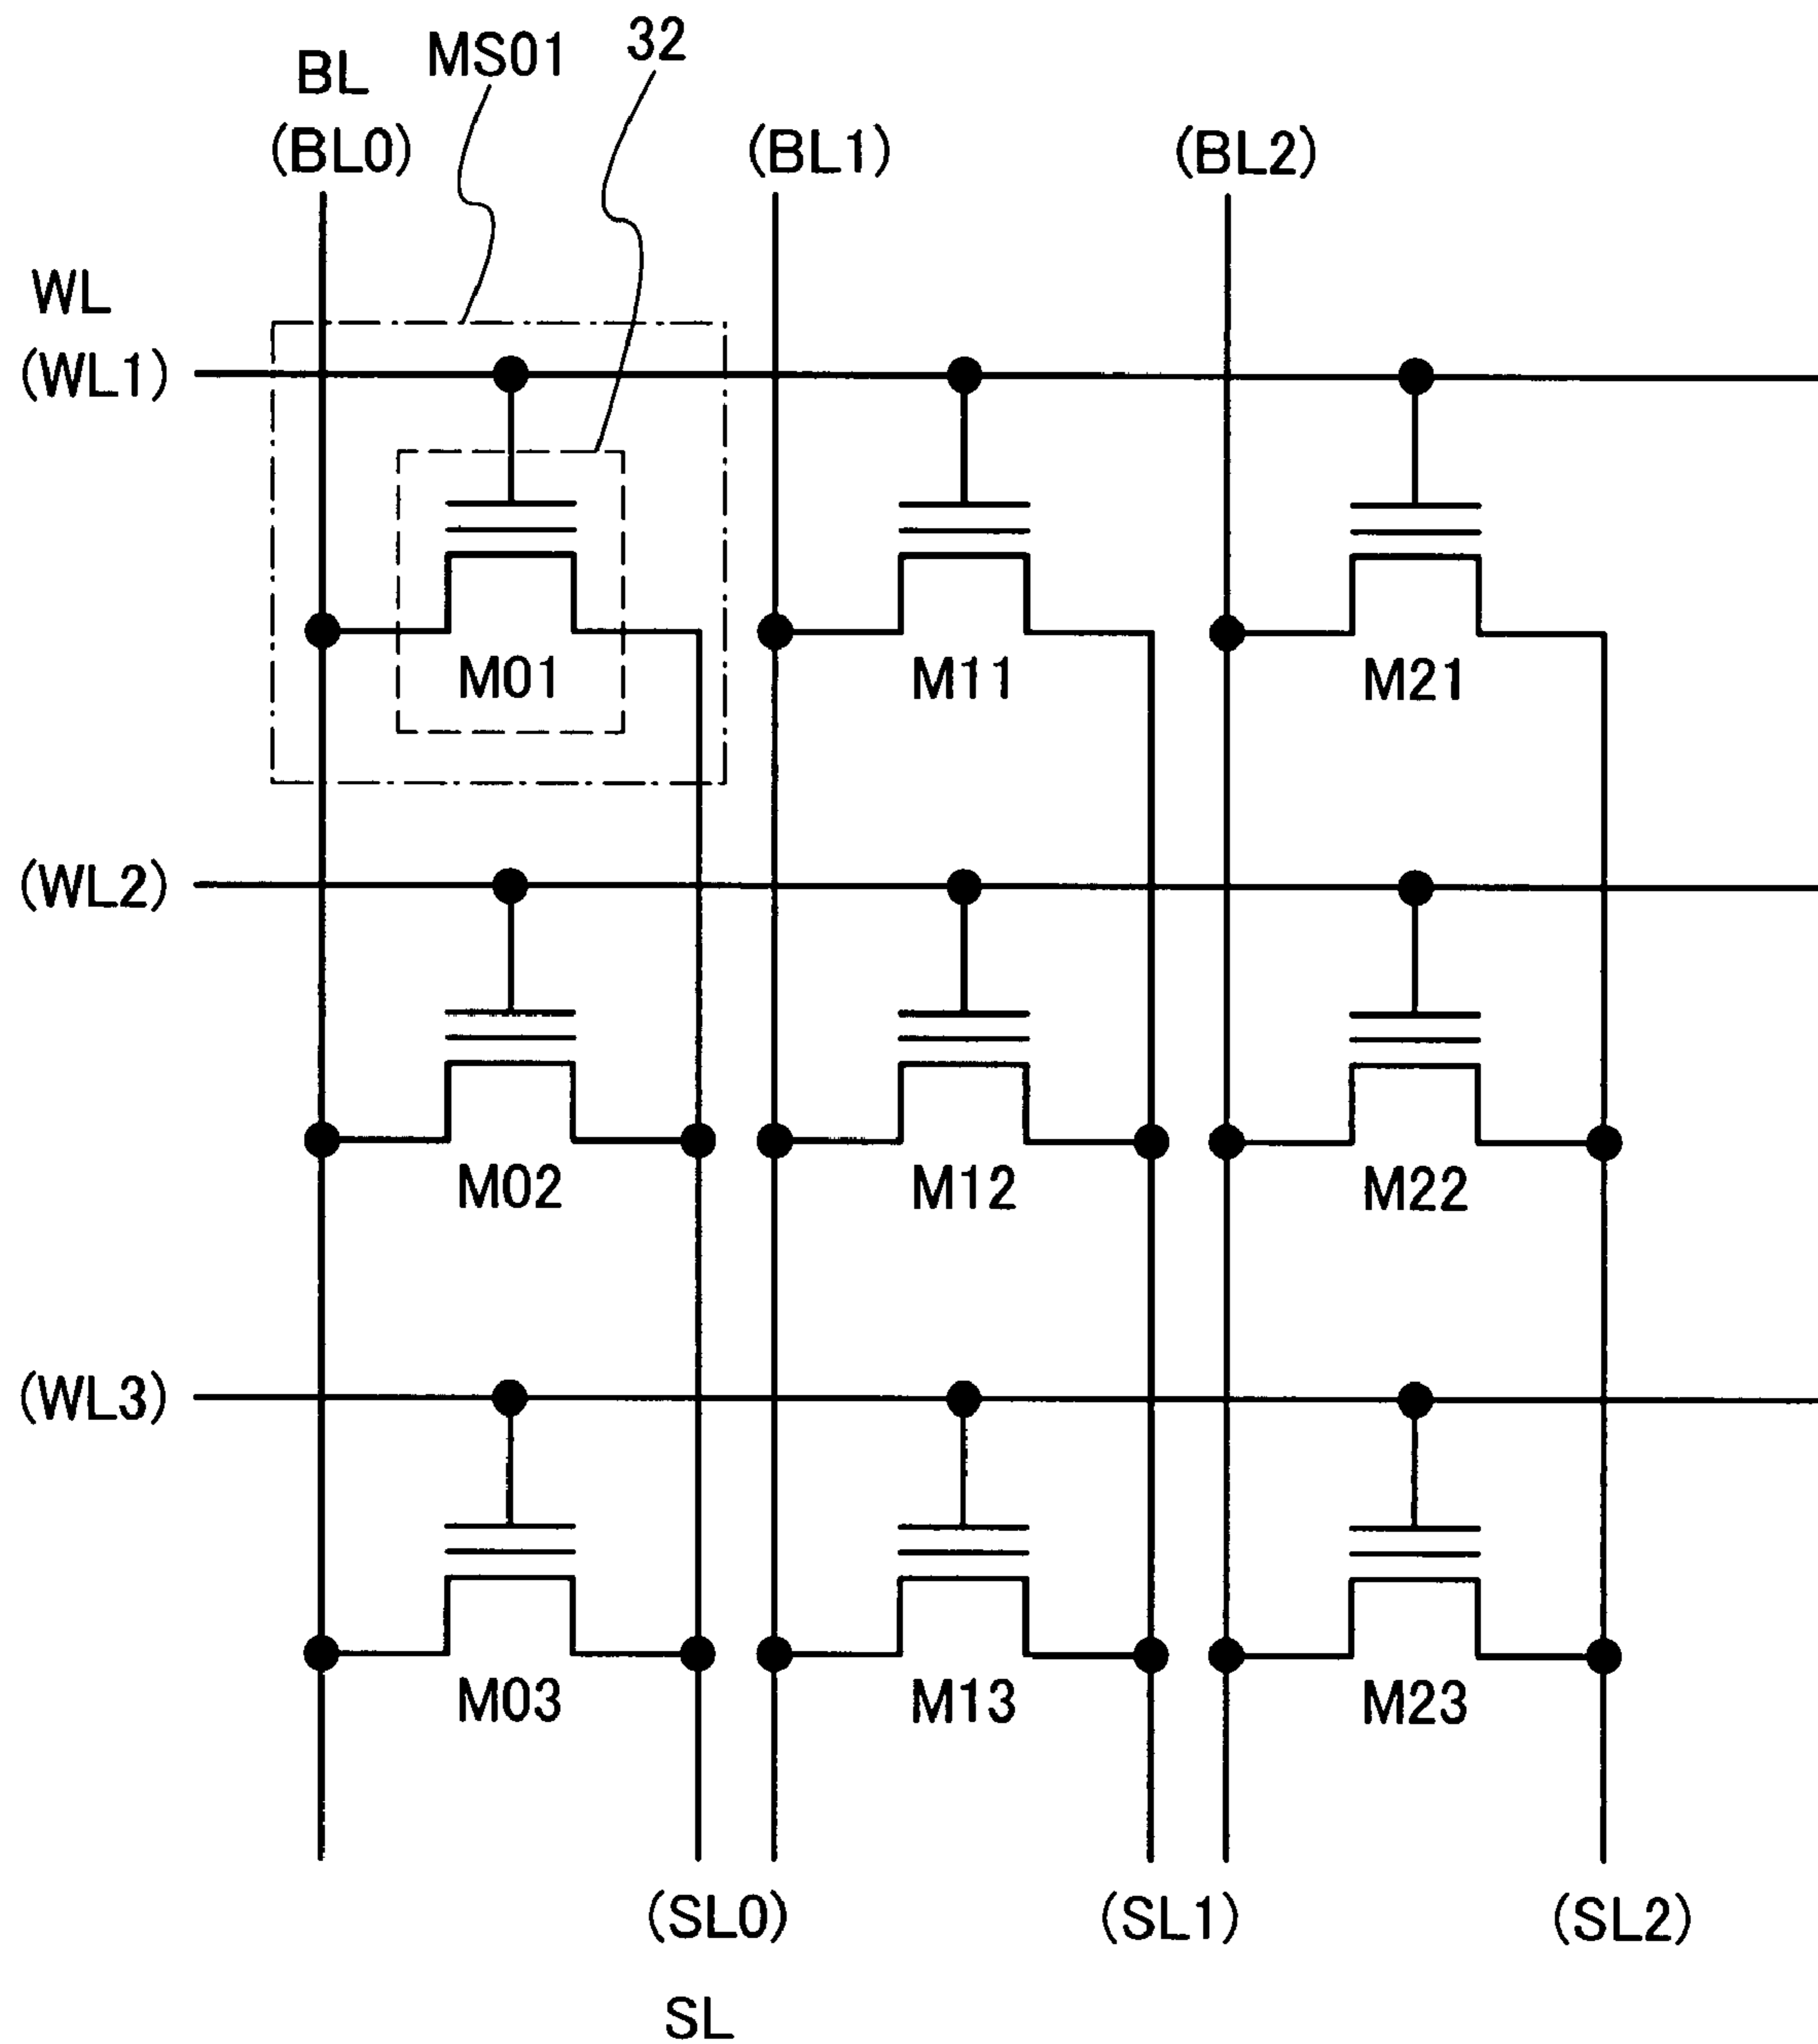 BL
MS01
32
(BL0)
(BL1)
(BL2)
WL
(WL1)
M01
M11
M21
(WL2)
M02
M12
M22
(WL3)
M03
M13
M23
(SL0)
(SL1)
(SL2)
SL